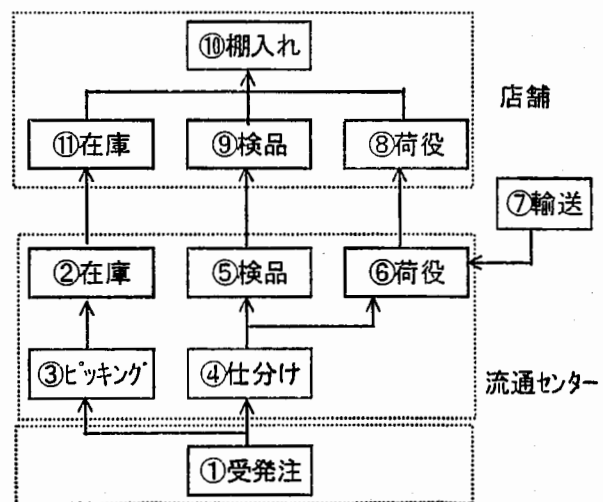 ⑩棚入れ
店舗
⑪在庫
⑨検品
⑧荷役
⑦輸送
②在庫
⑤検品
⑥荷役
③ピッキング
④仕分け
流通センター
①受発注